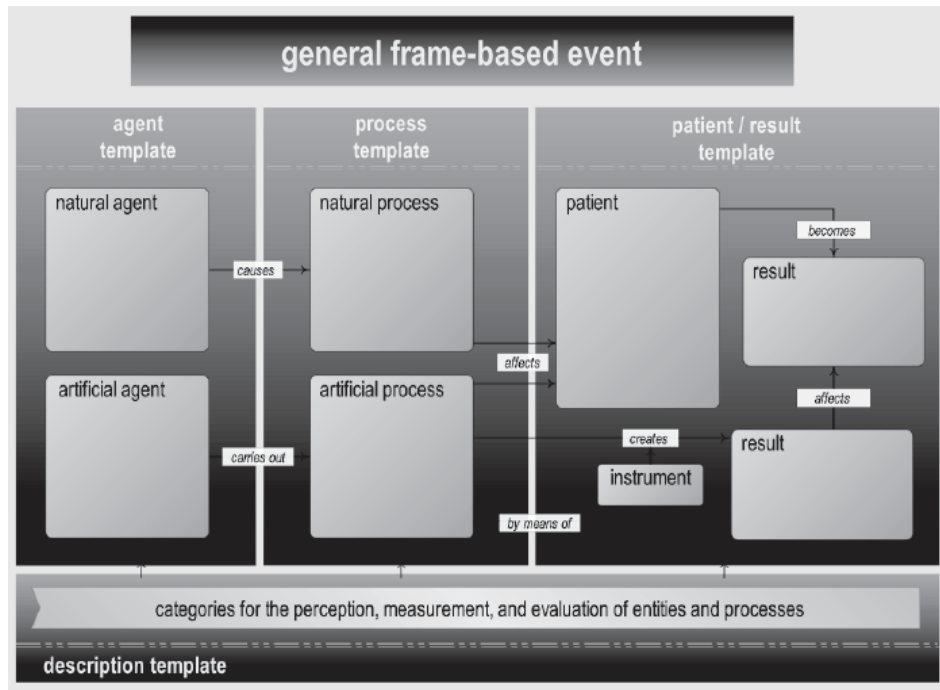 general frame-based event
agent
template
process
template
patient / result
template
natural agent
natural process
patient
becomes
causes
result
affects
artificial agent
artificial process
affects
creates
result
carries out
instrument
by means of
categories for the perception, measurement, and evaluation of entities and processes
description template